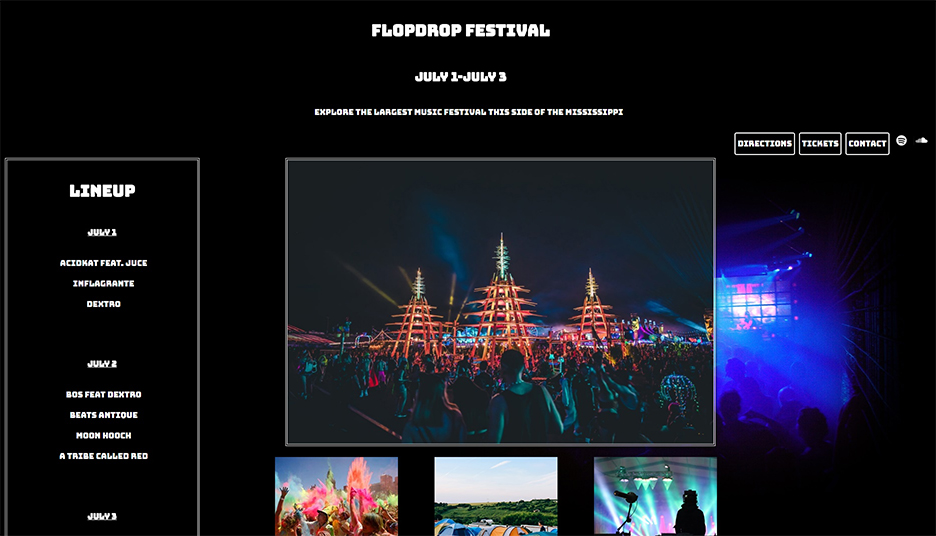 FLOPDROP FESTIVAL
JULY 1-JULY 3
EXPLORE THE LARGEST MUSIC FESTIVAL THIS SIDE OF THE MISSISSIPPI
DIRECTIONS
TICKETS
CONTACT
LINEUP
JULY 1
ACIDKAT FEAT. JUCE
INFLAGRANTE
DEXTRO
JULY 2
BOS FEAT DEXTRO
BEATS ANTIQUE
MOON HOOCH
A TRIBE CALLED RED
JULY 3